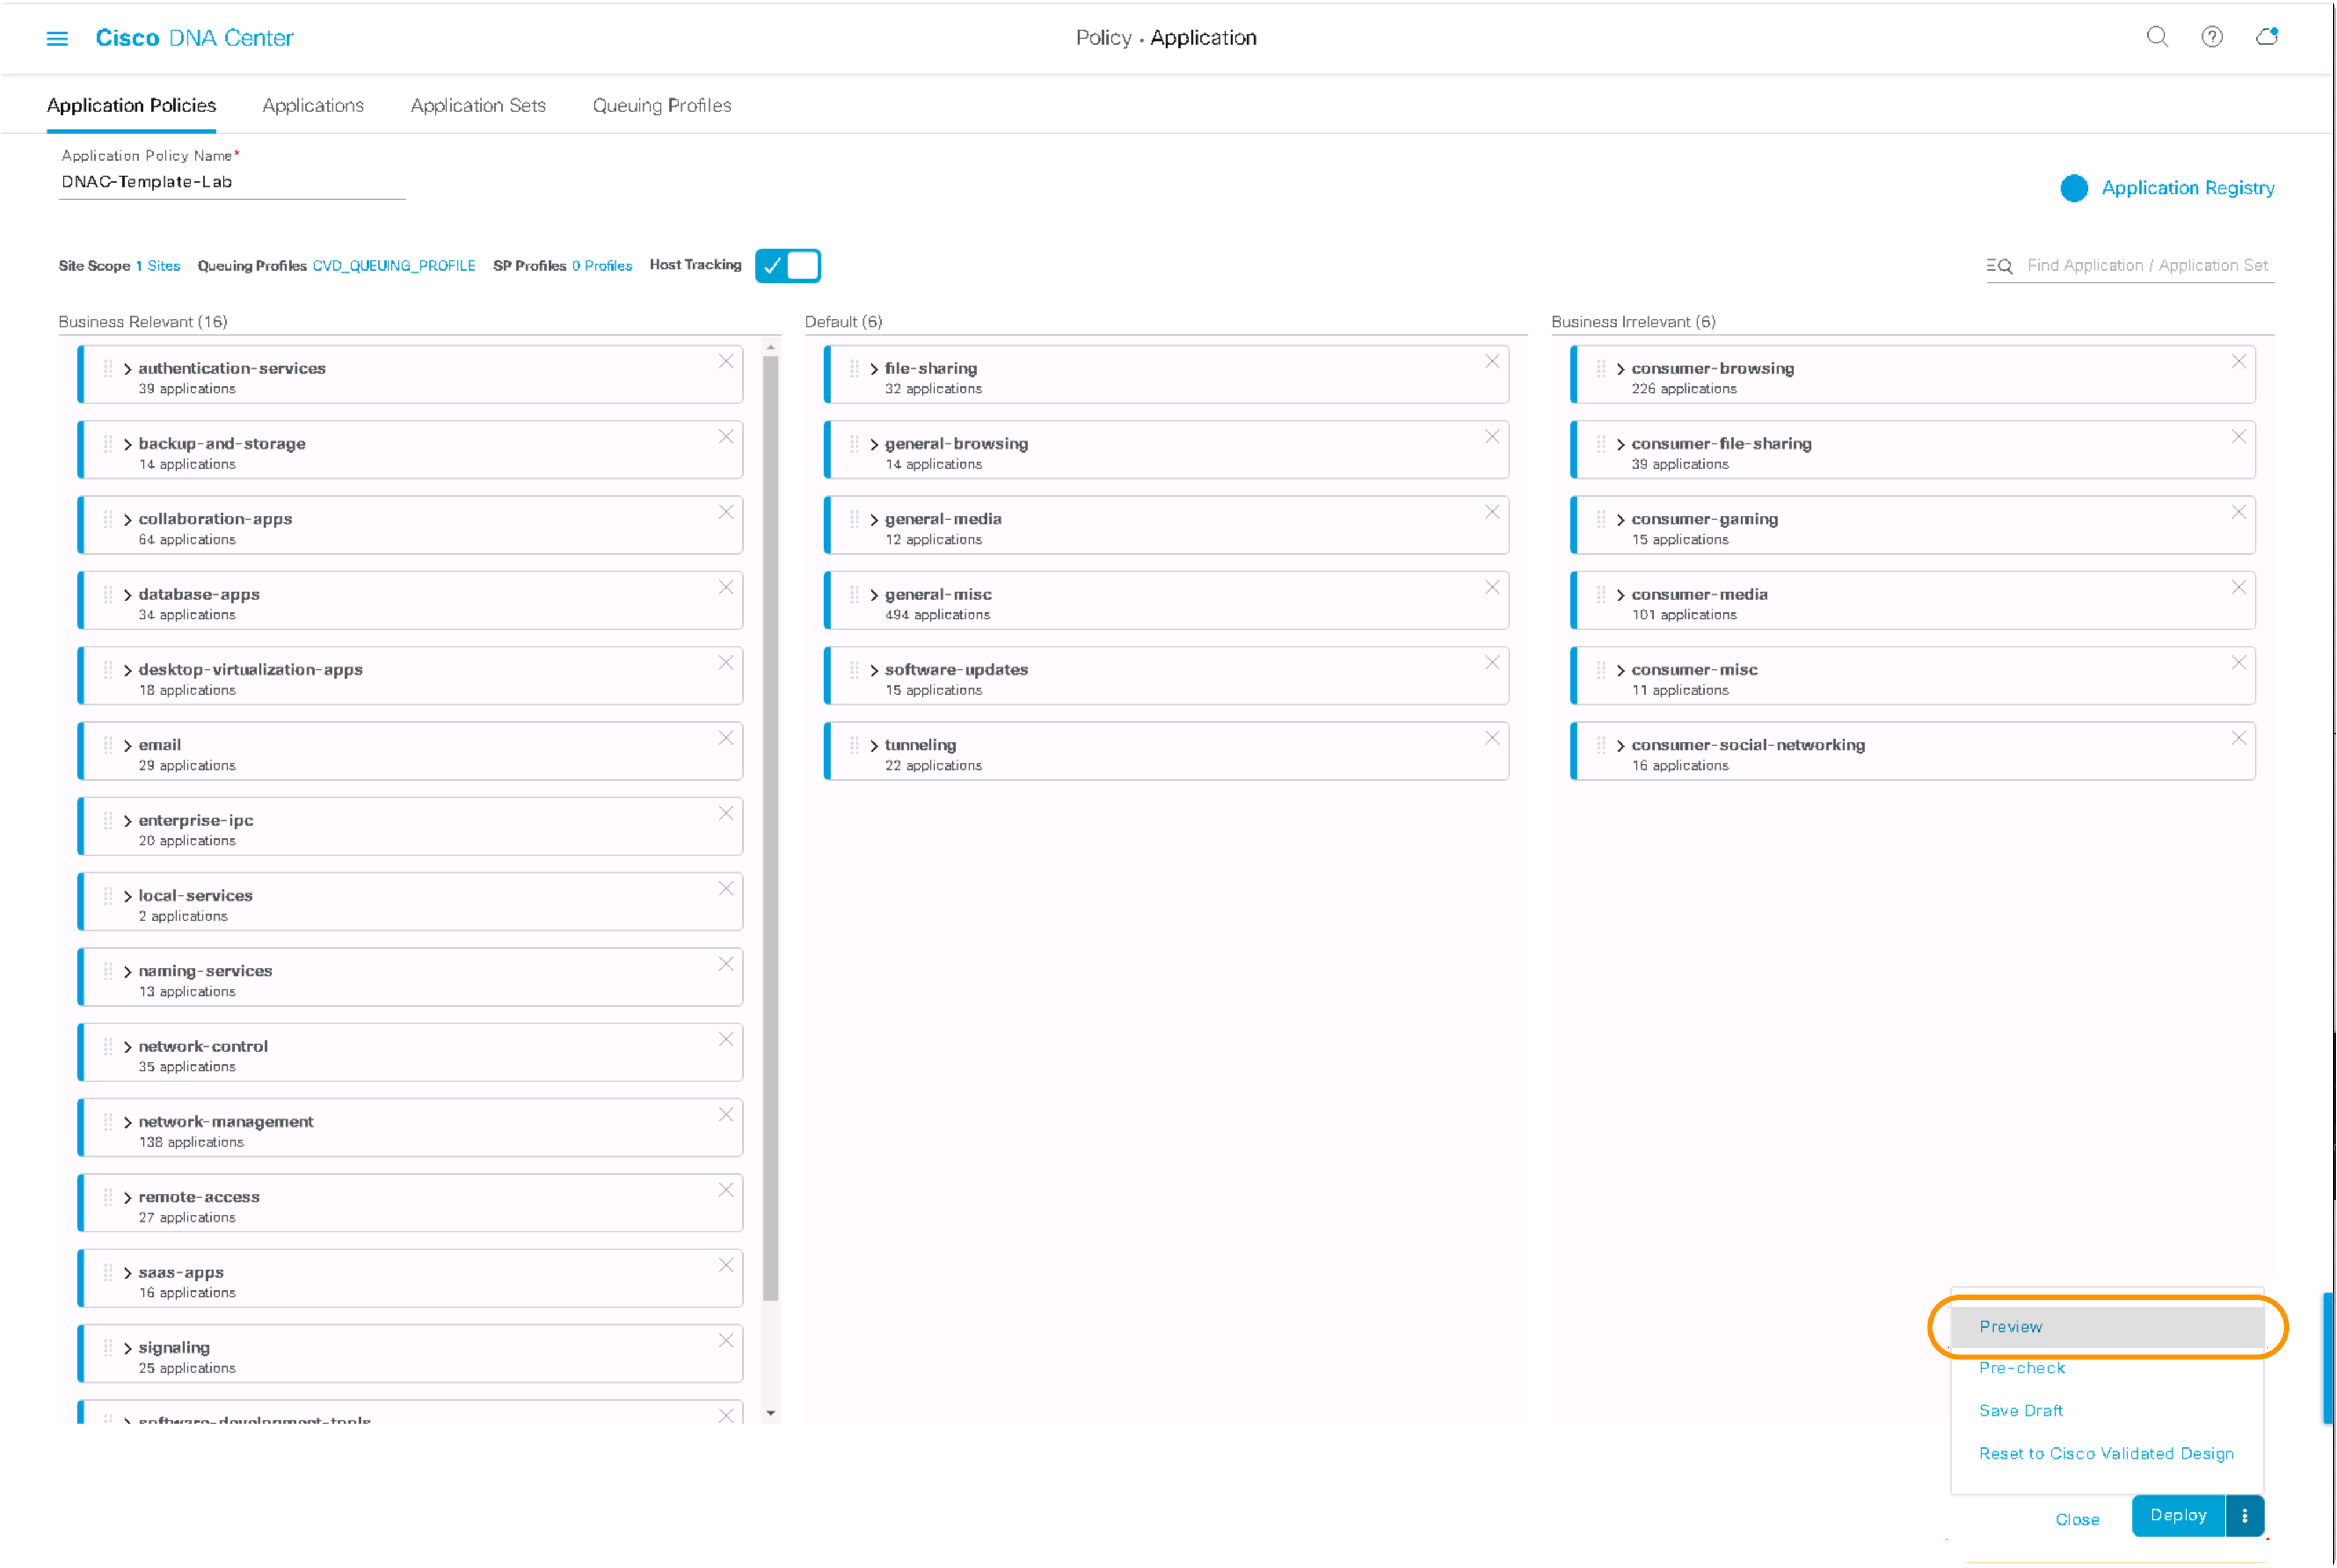 Cisco DNA Center
Policy · Application
Application Policies
Applications
Application Sets
Queuing Profiles
Application Policy Name*
DNAC-Template-Lab
Application Registry
Site Scope 1 Sites
Queuing Profiles CVD_QUEUING_PROFILE
SP Profiles 0 Profiles
Host Tracking
Find Application / Application Set
Business Relevant (16)
authentication-services
39 applications
backup-and-storage
14 applications
collaboration-apps
64 applications
database-apps
34 applications
desktop-virtualization-apps
18 applications
email
29 applications
enterprise-ipc
20 applications
local-services
2 applications
naming-services
13 applications
network-control
35 applications
network-management
138 applications
remote-access
27 applications
saas-apps
16 applications
signaling
25 applications
software-development-tools
Default (6)
file-sharing
32 applications
general-browsing
14 applications
general-media
12 applications
general-misc
494 applications
software-updates
15 applications
tunneling
22 applications
Business Irrelevant (6)
consumer-browsing
226 applications
consumer-file-sharing
39 applications
consumer-gaming
15 applications
consumer-media
101 applications
consumer-misc
11 applications
consumer-social-networking
16 applications
Preview
Pre-check
Save Draft
Reset to Cisco Validated Design
Close
Deploy